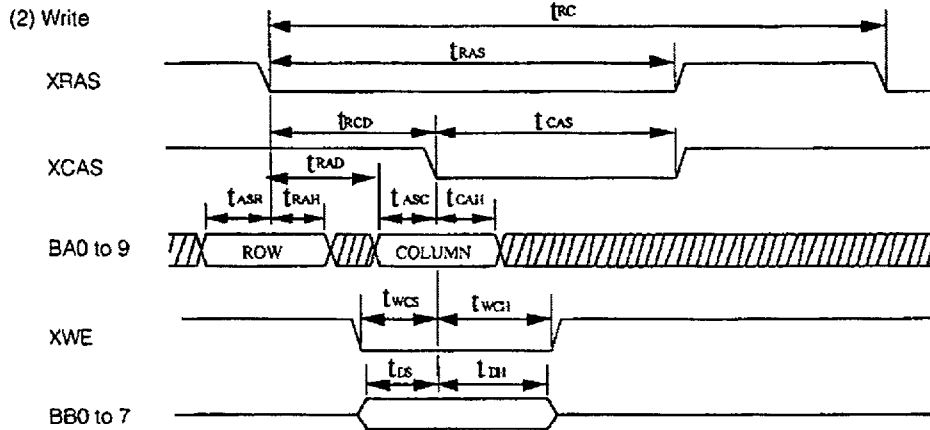 (2) Write
tRC
tRAS
XRAS
tRCD tCAS
XCAS
tRAD
tASR tRAH tASC tCAH
BA0 to 9 ROW COLUMN
tWCS tWCH
XWE
tDS tDH
BB0 to 7